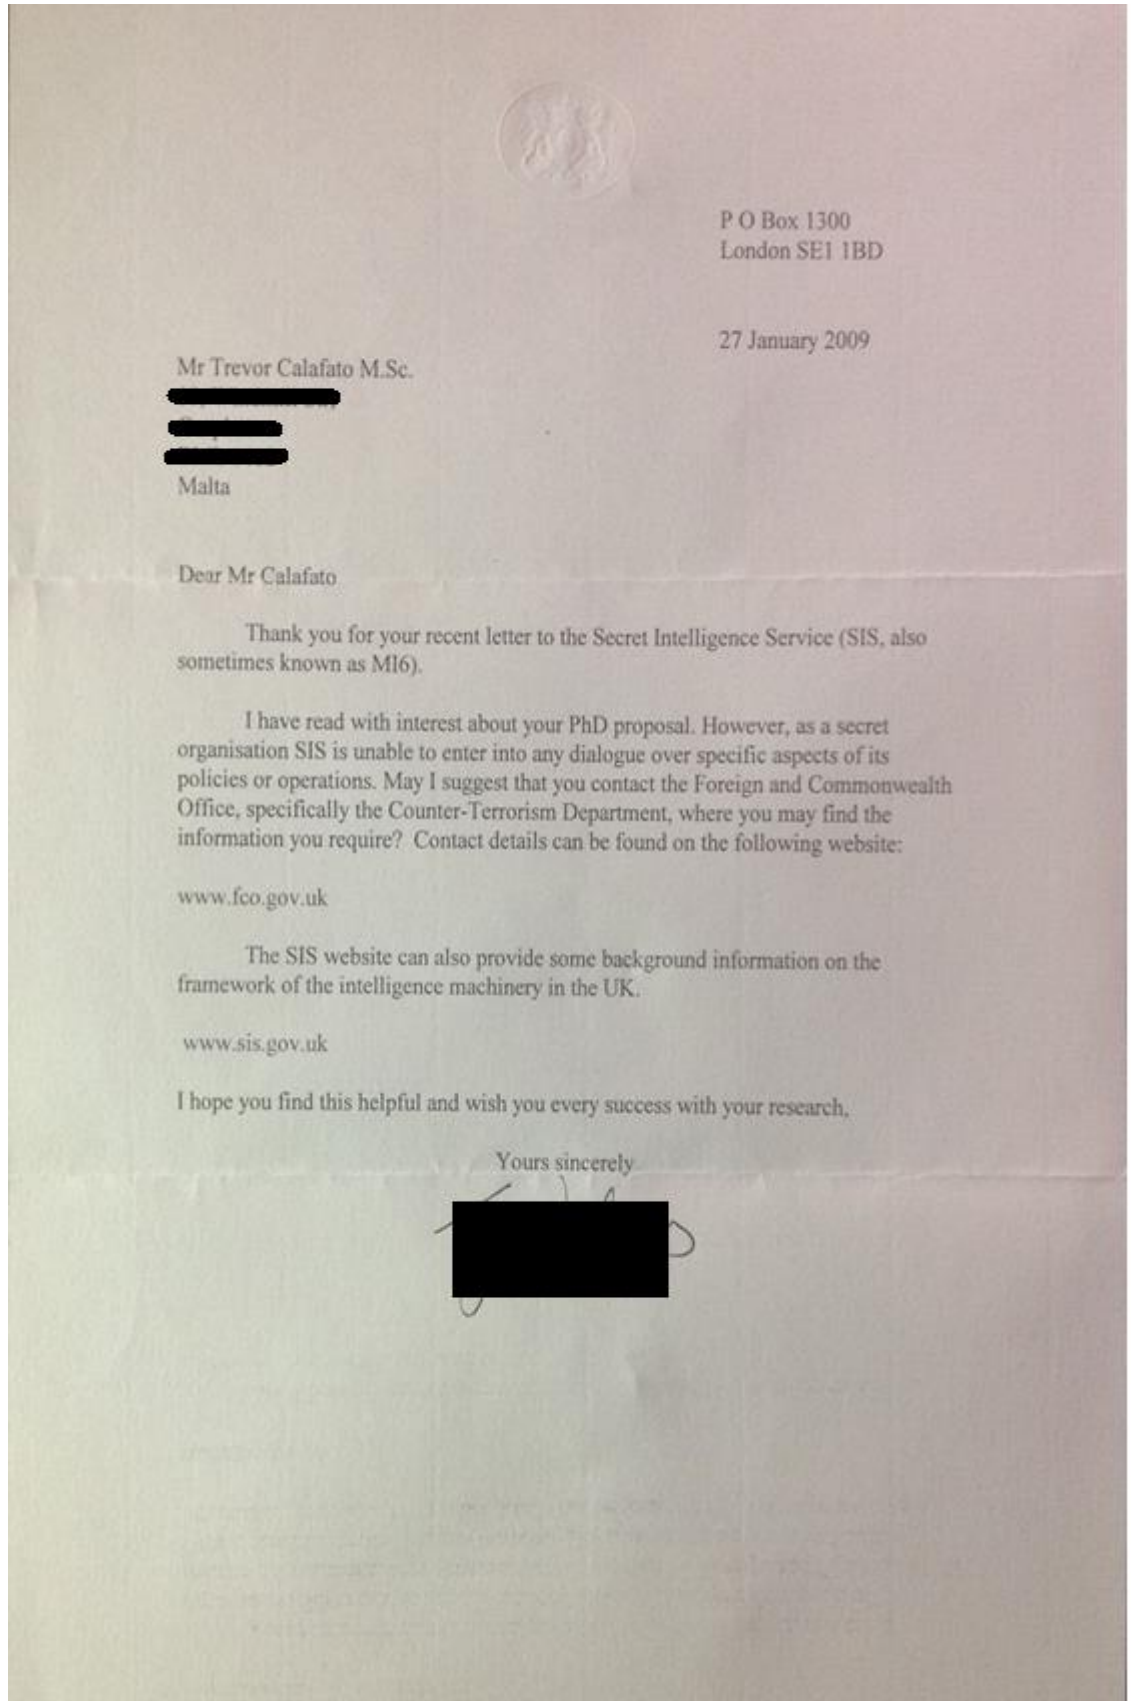 P O Box 1300
London SE1 1BD
27 January 2009
Mr Trevor Calafato M.Sc.
Malta
Dear Mr Calafato
Thank you for your recent letter to the Secret Intelligence Service (SIS, also
sometimes known as MI6).
I have read with interest about your PhD proposal. However, as a secret
organisation SIS is unable to enter into any dialogue over specific aspects of its
policies or operations. May I suggest that you contact the Foreign and Commonwealth
Office, specifically the Counter-Terrorism Department, where you may find the
information you require? Contact details can be found on the following website:
www.fco.gov.uk
The SIS website can also provide some background information on the
framework of the intelligence machinery in the UK.
www.sis.gov.uk
I hope you find this helpful and wish you every success with your research.
Yours sincerely